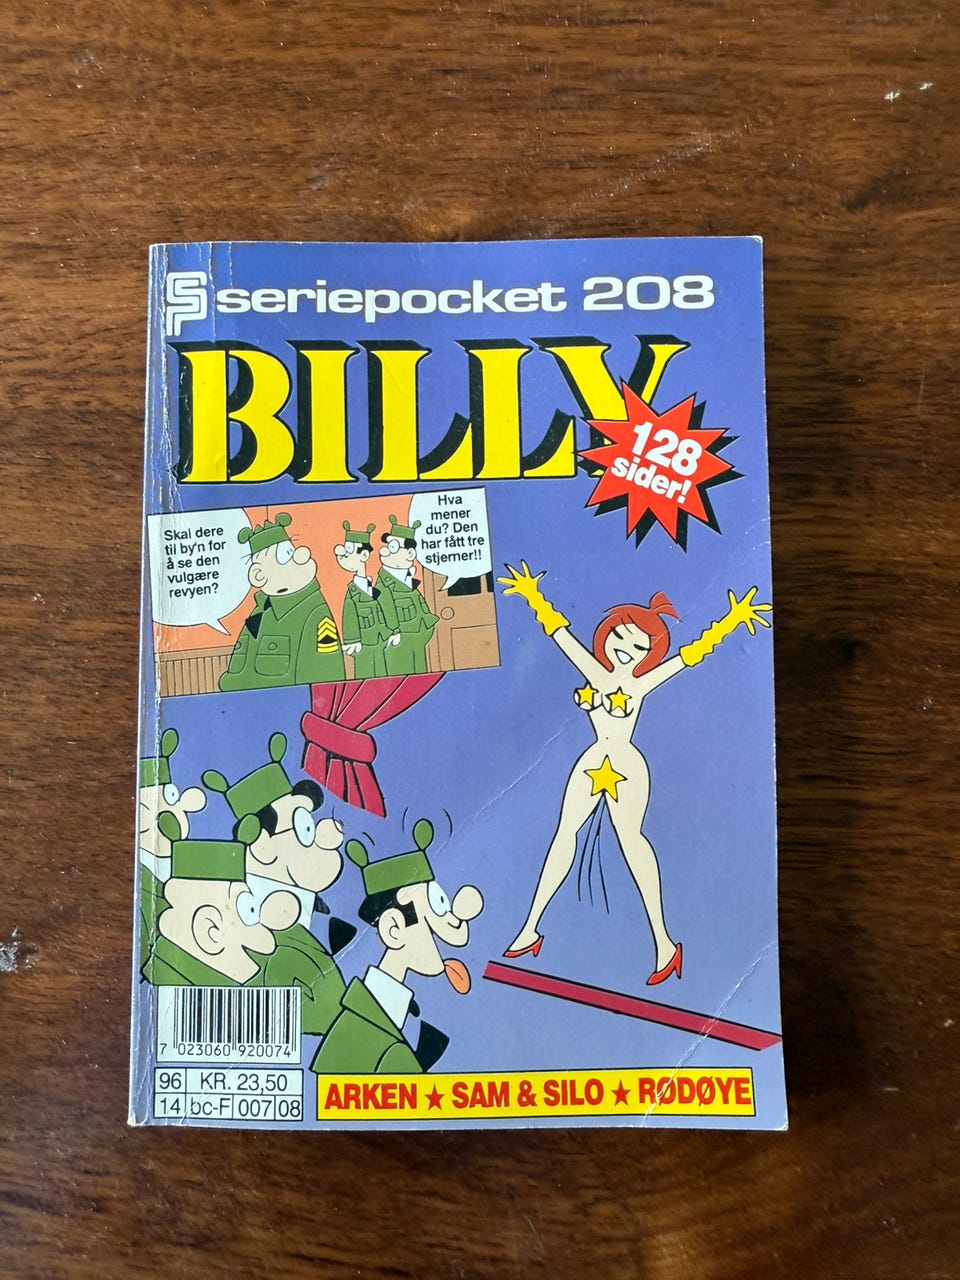 SP seriepocket 208
BILLY
128
sider!
Skal dere
til by'n for
å se den
vulgære
revyen?
Hva
mener
du? Den
har fått tre
stjerner!!
7 023060 920074
96 KR. 23,50
14 bc-F 007 08
ARKEN ★ SAM & SILO ★ RØDØYE